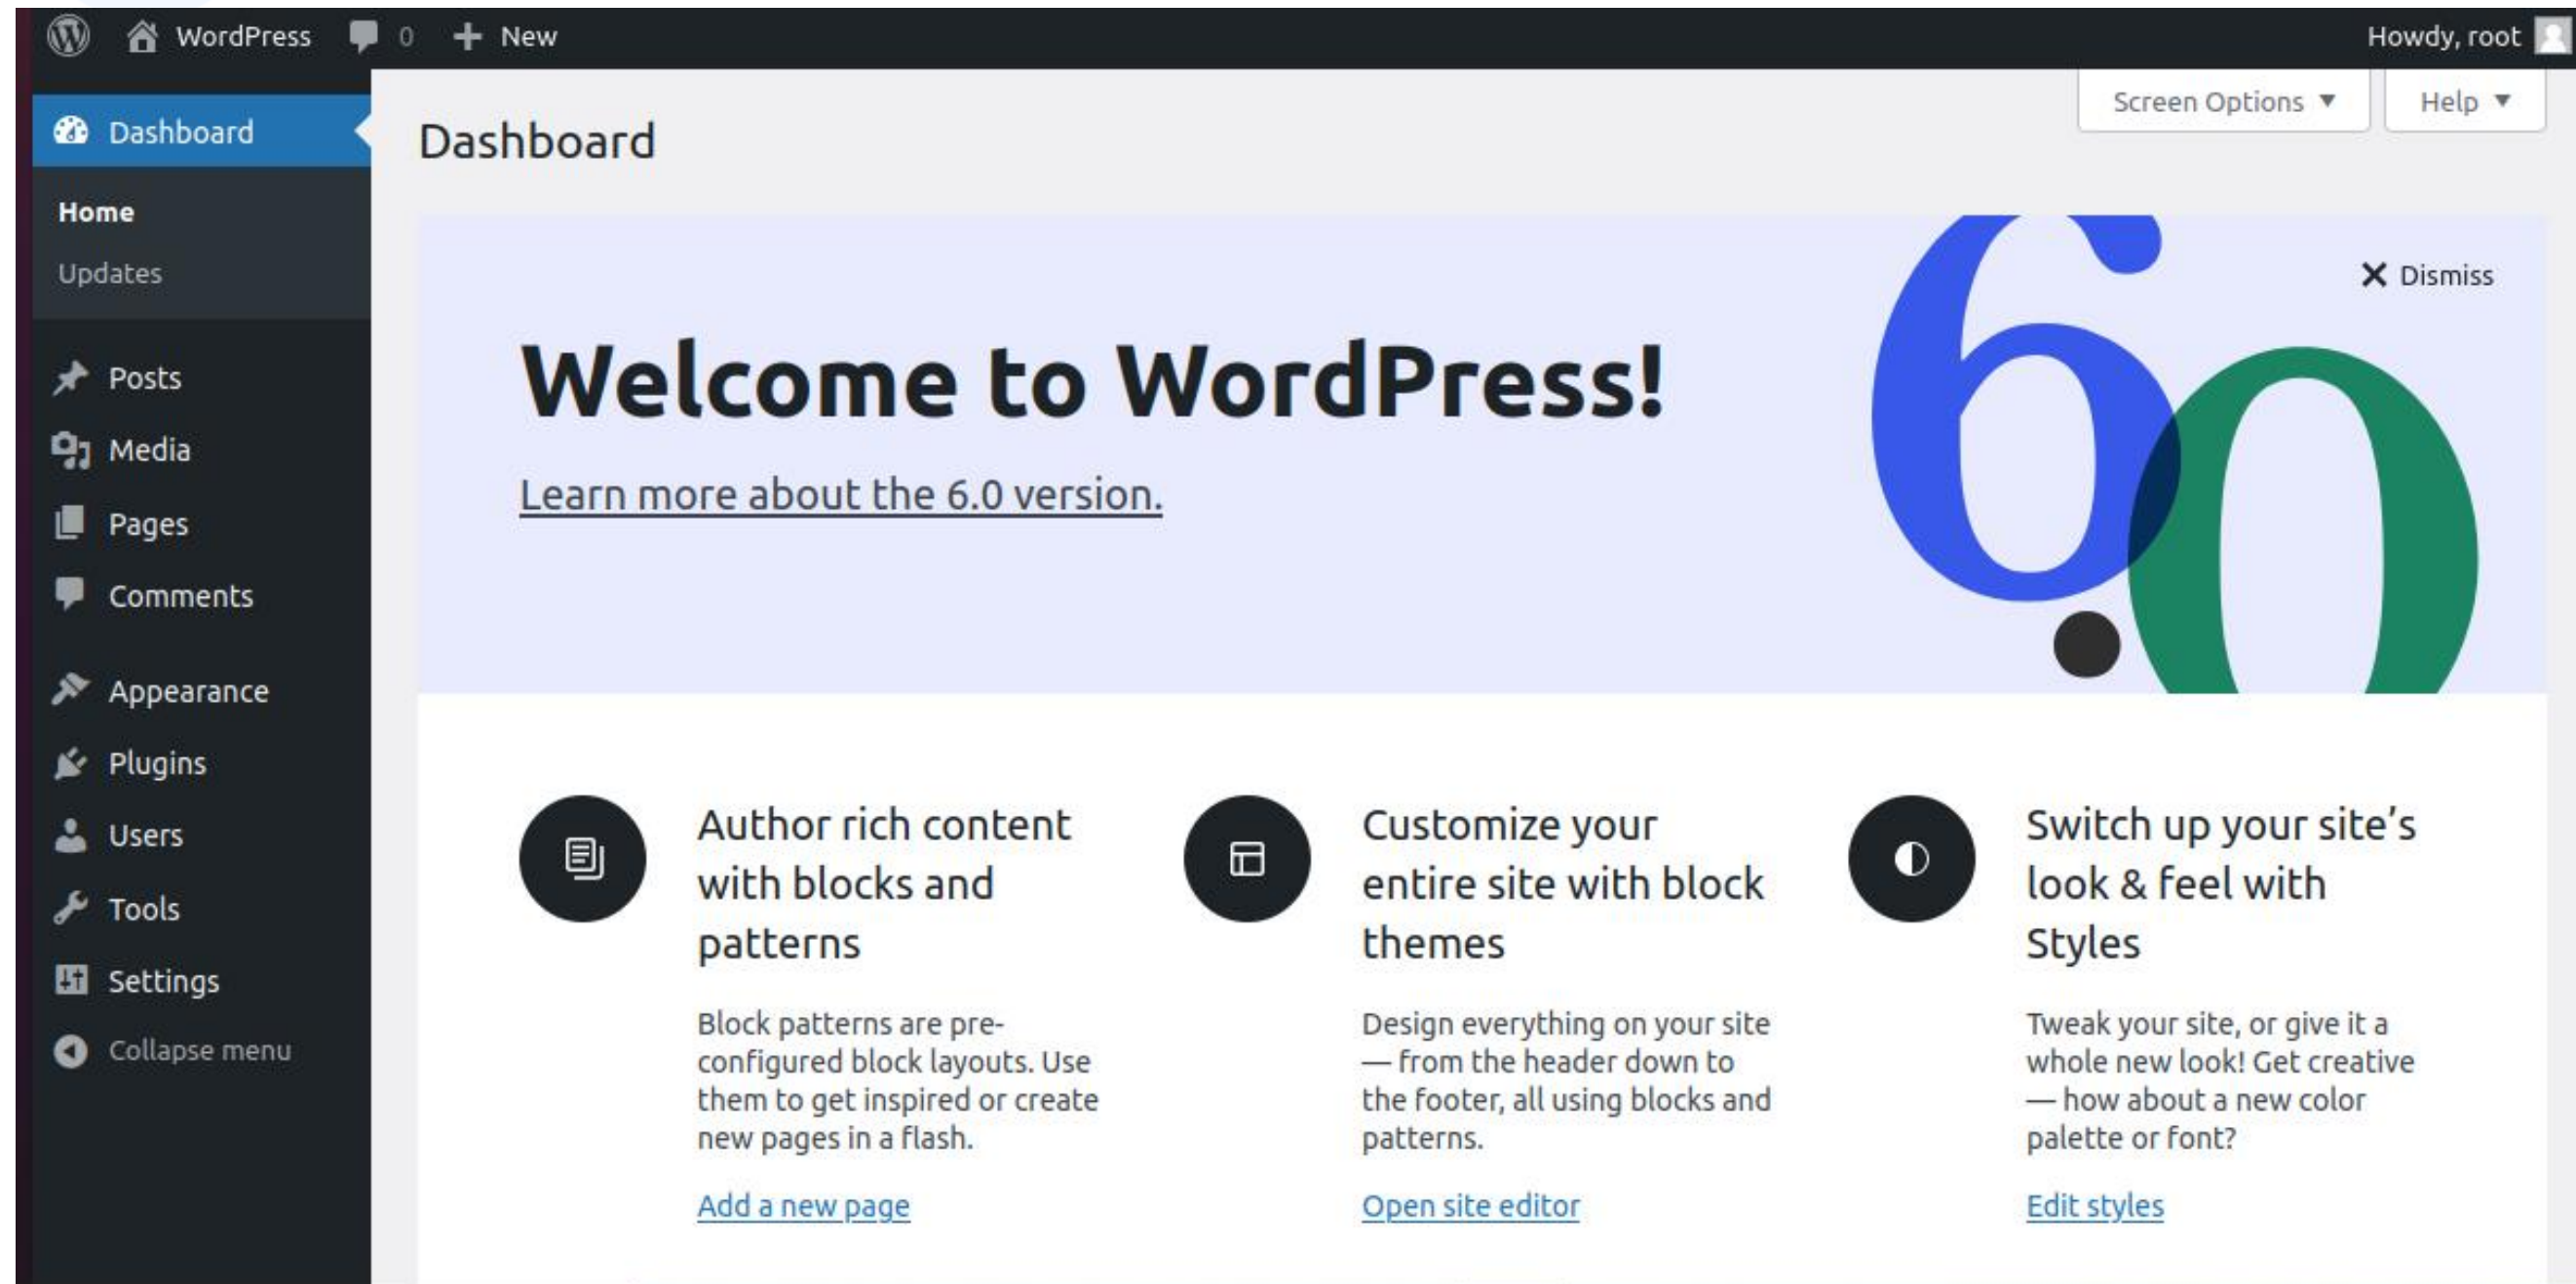 WordPress 0 New Howdy, root
Screen Options Help
Dashboard
Home
Updates
Posts
Media
Pages
Comments
Appearance
Plugins
Users
Tools
Settings
Collapse menu
Dashboard
6.0
Dismiss
Welcome to WordPress!
Learn more about the 6.0 version.
Author rich content
with blocks and
patterns
Block patterns are pre-
configured block layouts. Use
them to get inspired or create
new pages in a flash.
Add a new page
Customize your
entire site with block
themes
Design everything on your site
— from the header down to
the footer, all using blocks and
patterns.
Open site editor
Switch up your site’s
look & feel with
Styles
Tweak your site, or give it a
whole new look! Get creative
— how about a new color
palette or font?
Edit styles